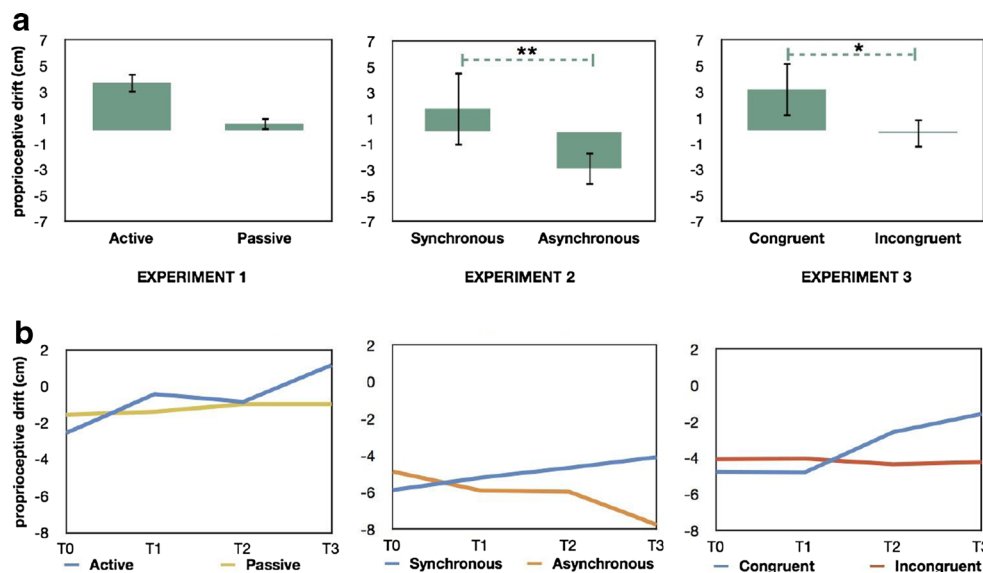 a
proprioceptive drift (cm)
7
5
3
1
-1
-3
-5
-7
Active Passive
EXPERIMENT 1
7
5
3
1
-1
-3
-5
-7
**
Synchronous Asynchronous
EXPERIMENT 2
7
5
3
1
-1
-3
-5
-7
*
Congruent Incongruent
EXPERIMENT 3
b
proprioceptive drift (cm)
2
0
-2
-4
-6
-8
T0 T1 T2 T3
Active Passive
2
0
-2
-4
-6
-8
T0 T1 T2 T3
Synchronous Asynchronous
2
0
-2
-4
-6
-8
T0 T1 T2 T3
Congruent Incongruent